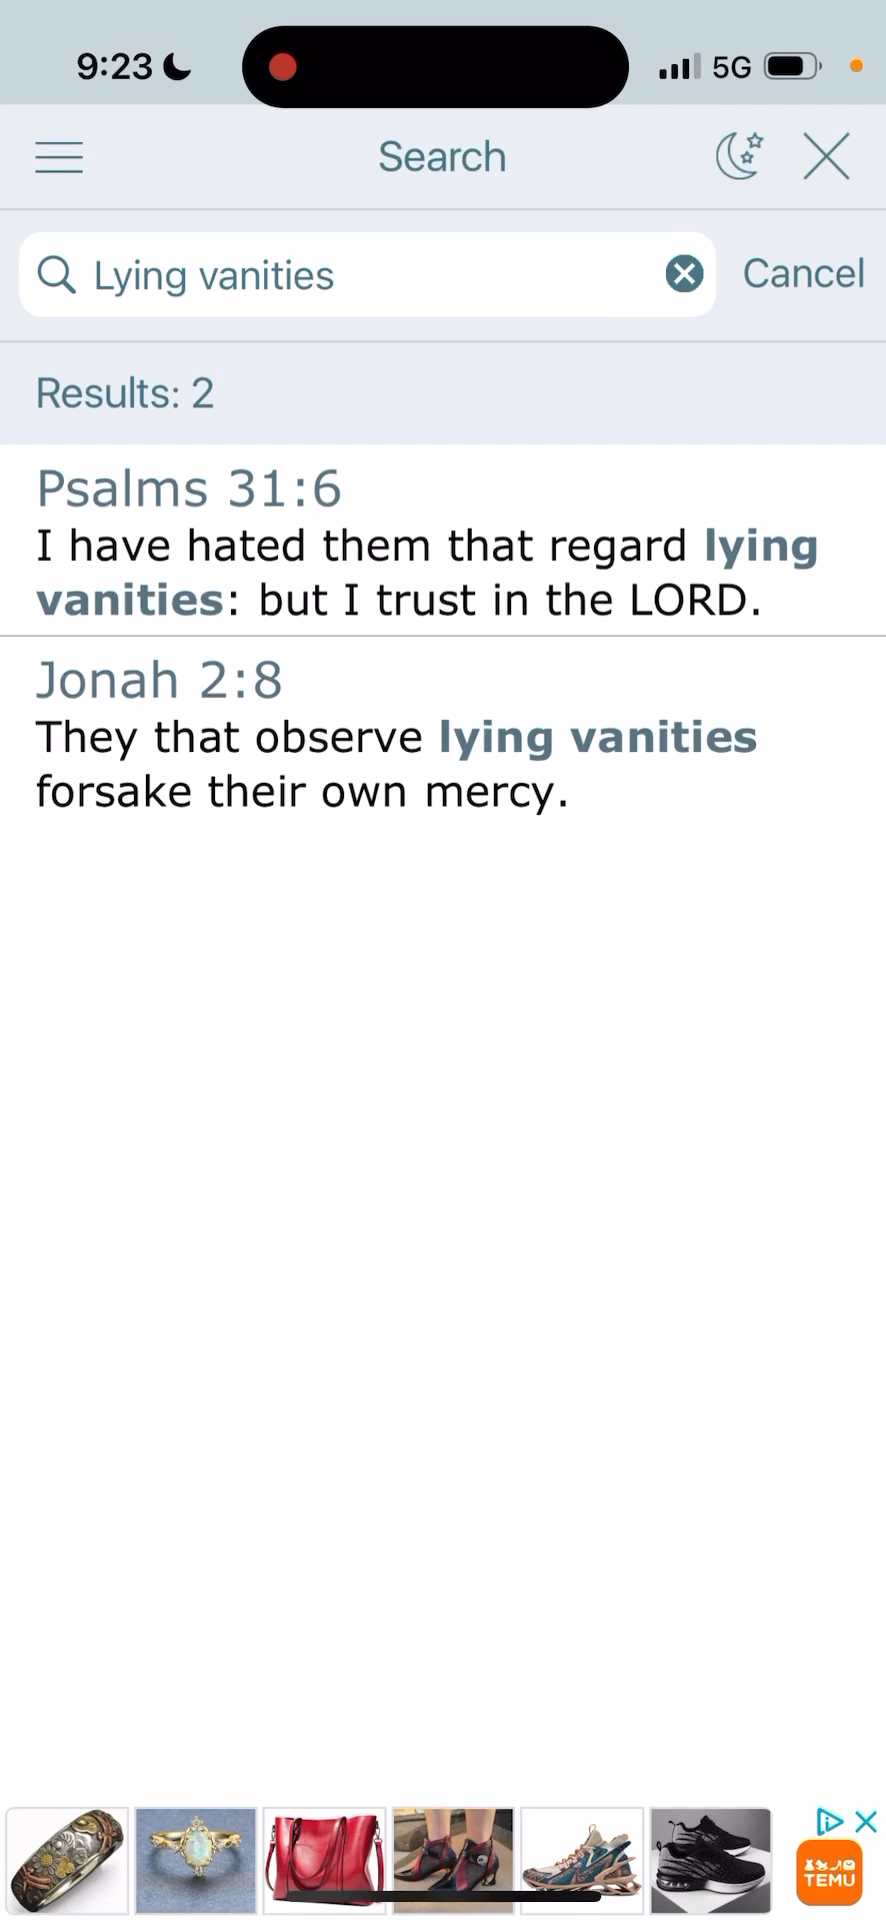 9:23
5G
Search
Lying vanities
Cancel
Results: 2
Psalms 31:6
I have hated them that regard lying
vanities: but I trust in the LORD.
Jonah 2:8
They that observe lying vanities
forsake their own mercy.
TEMU